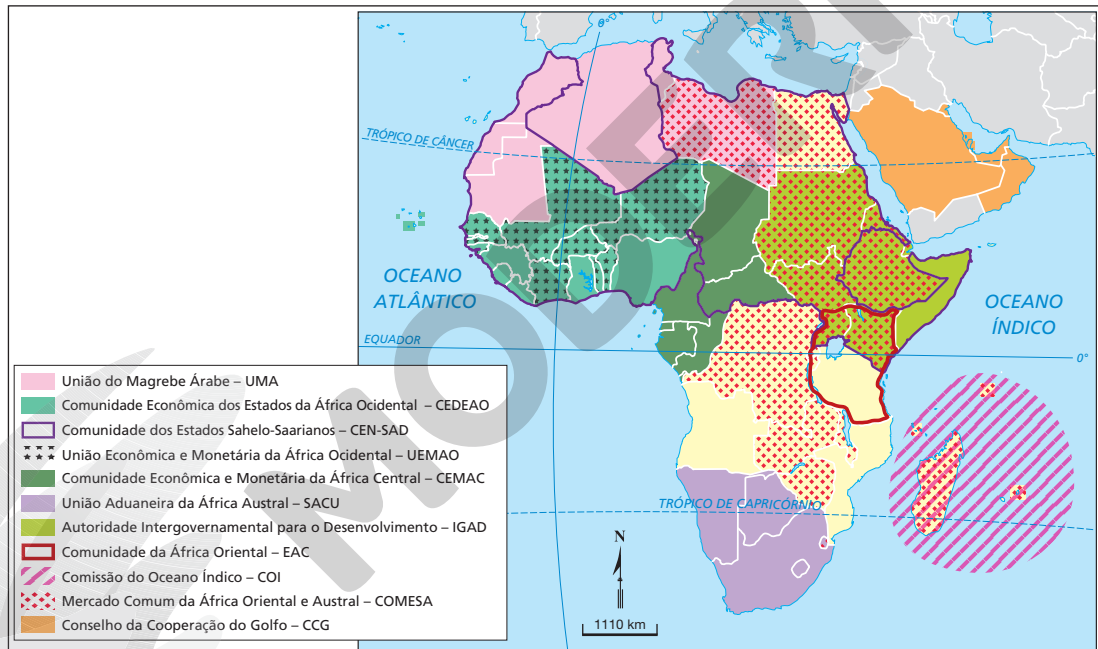 0°
TRÓPICO DE CÂNCER
OCEANO
ATLÂNTICO
OCEANO
ÍNDICO
EQUADOR
0°
TRÓPICO DE CAPRICÓRNIO
N
1110 km
União do Magrebe Árabe – UMA
Comunidade Econômica dos Estados da África Ocidental – CEDEAO
Comunidade dos Estados Sahelo-Saarianos – CEN-SAD
União Econômica e Monetária da África Ocidental – UEMAO
Comunidade Econômica e Monetária da África Central – CEMAC
União Aduaneira da África Austral – SACU
Autoridade Intergovernamental para o Desenvolvimento – IGAD
Comunidade da África Oriental – EAC
Comissão do Oceano Índico – COI
Mercado Comum da África Oriental e Austral – COMESA
Conselho da Cooperação do Golfo – CCG